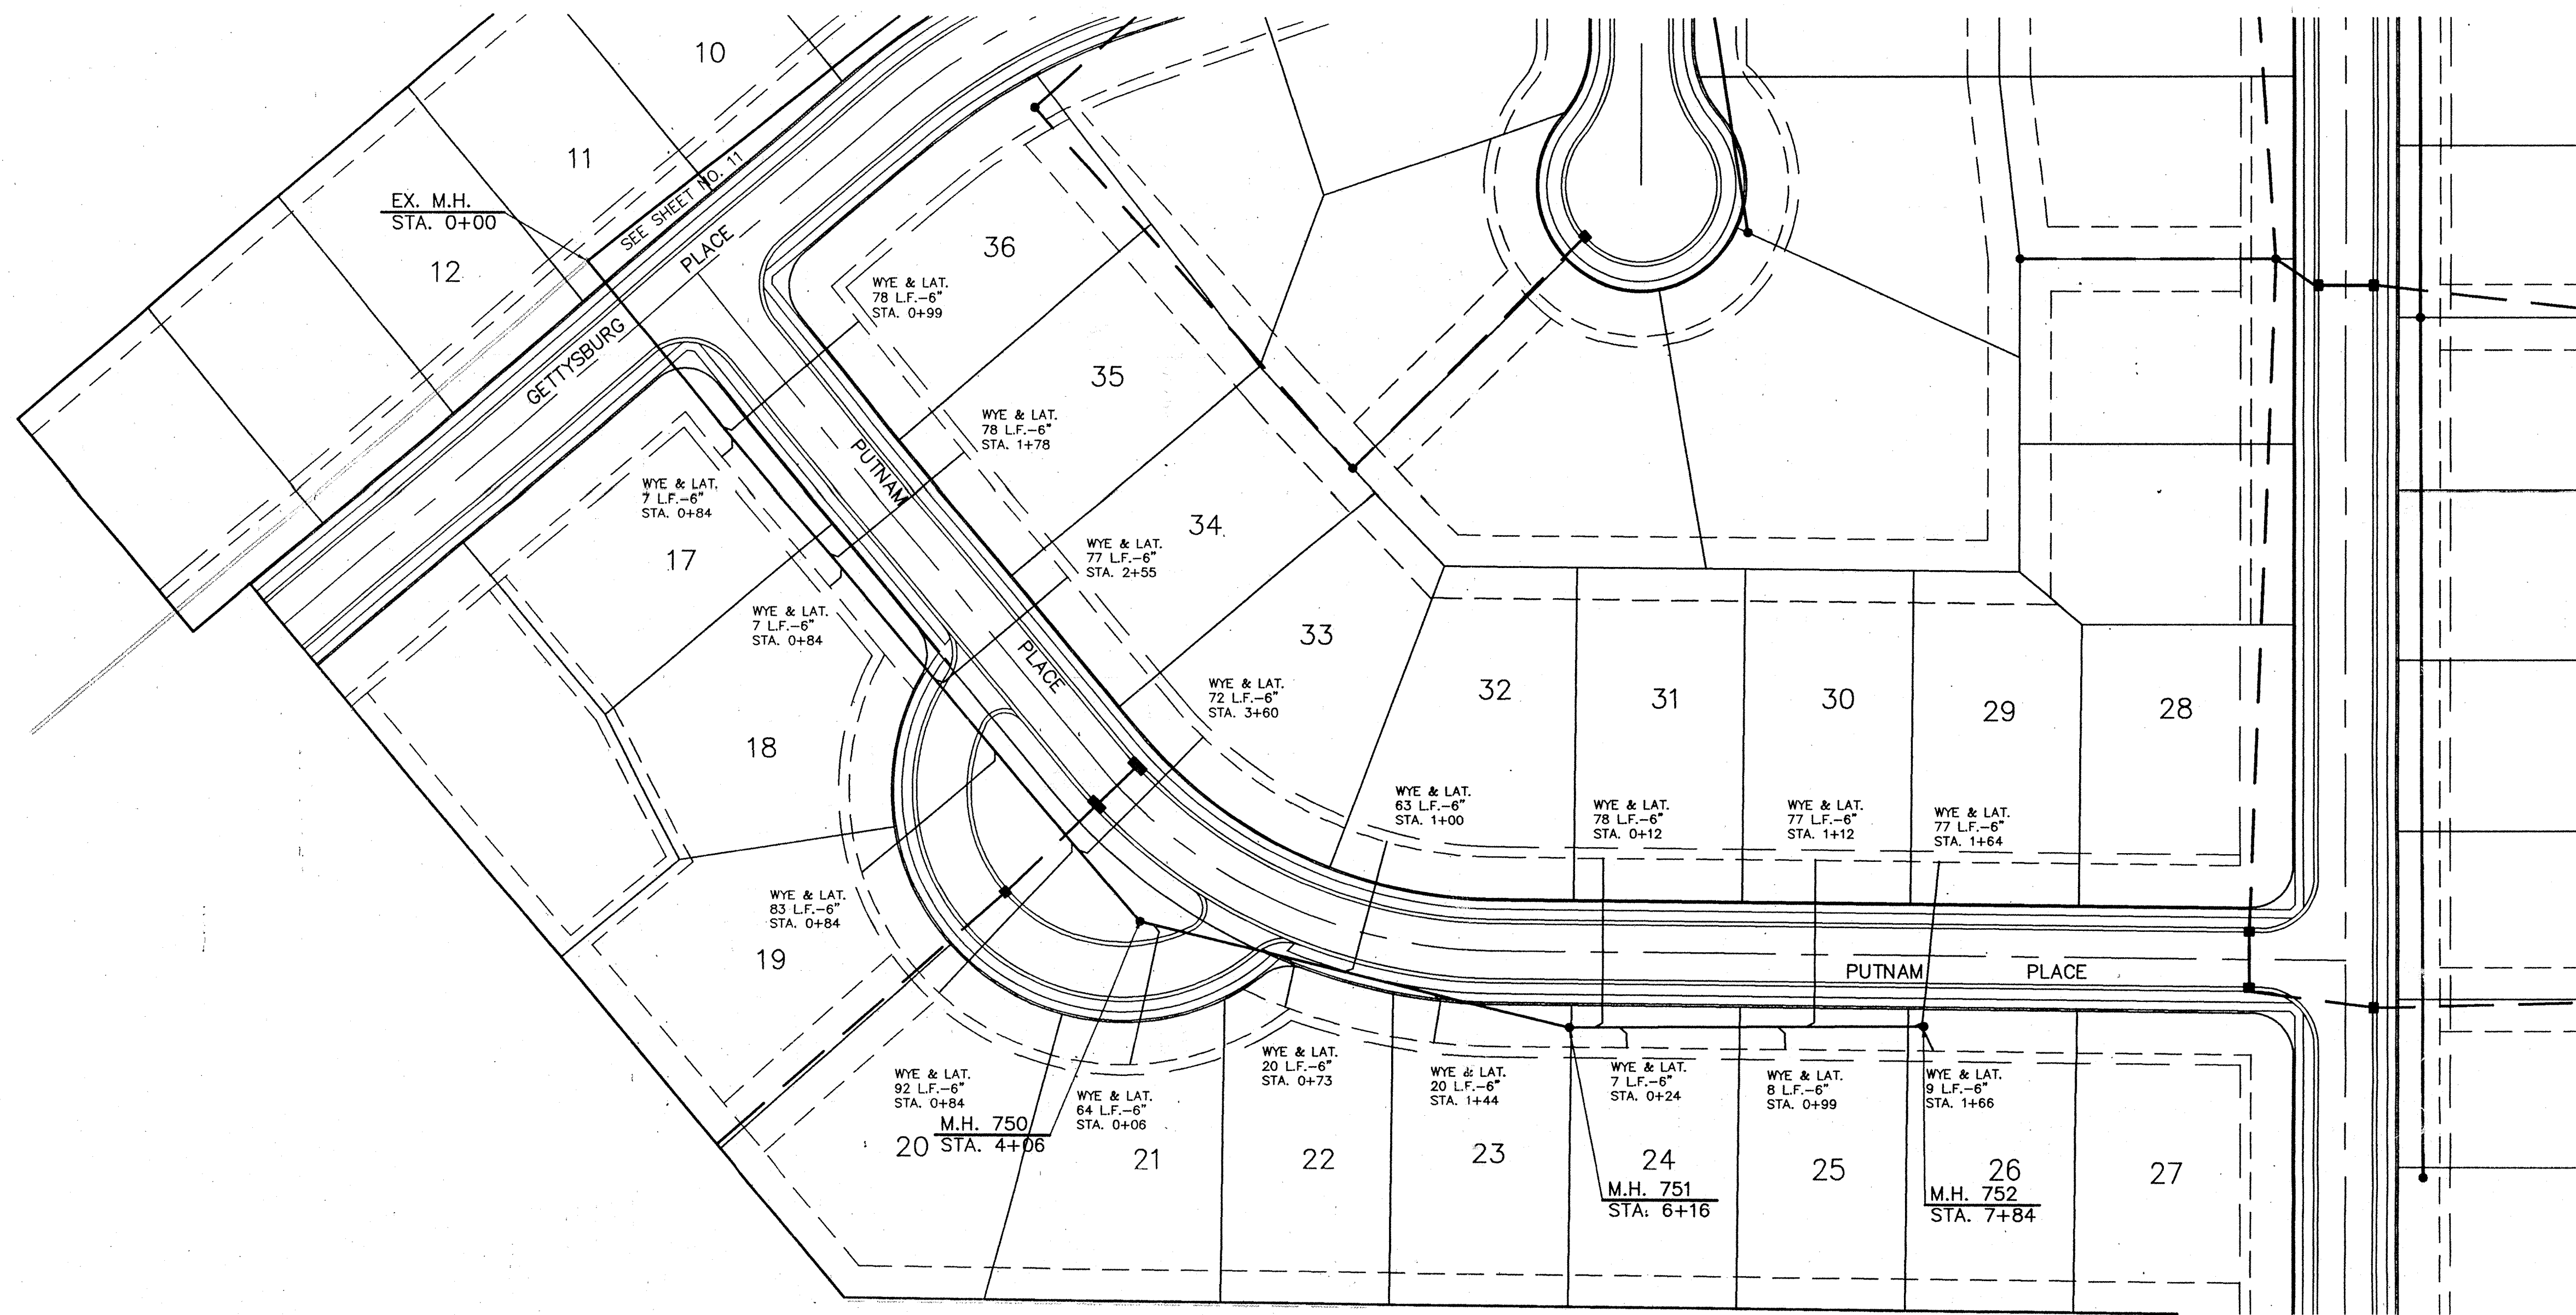 10
11
SEE SHEET NO. 11
EX. M.H.
STA. 0+00
12
GETTYSBURG PLACE
36
WYE & LAT.
78 L.F.-6"
STA. 0+99
35
WYE & LAT.
78 L.F.-6"
STA. 1+78
PUTNAM PLACE
WYE & LAT.
7 L.F.-6"
STA. 0+84
17
34
WYE & LAT.
77 L.F.-6"
STA. 2+55
WYE & LAT.
7 L.F.-6"
STA. 0+84
33
18
WYE & LAT.
72 L.F.-6"
STA. 3+60
32
31
30
29
28
WYE & LAT.
63 L.F.-6"
STA. 1+00
WYE & LAT.
78 L.F.-6"
STA. 0+12
WYE & LAT.
77 L.F.-6"
STA. 1+12
WYE & LAT.
77 L.F.-6"
STA. 1+64
WYE & LAT.
83 L.F.-6"
STA. 0+84
19
PUTNAM PLACE
WYE & LAT.
92 L.F.-6"
STA. 0+84
WYE & LAT.
64 L.F.-6"
STA. 0+06
WYE & LAT.
20 L.F.-6"
STA. 0+73
WYE & LAT.
20 L.F.-6"
STA. 1+44
WYE & LAT.
7 L.F.-6"
STA. 0+24
WYE & LAT.
8 L.F.-6"
STA. 0+99
WYE & LAT.
9 L.F.-6"
STA. 1+66
M.H. 750
STA. 4+06
20
21
22
23
24
25
26
27
M.H. 751
STA. 6+16
M.H. 752
STA. 7+84